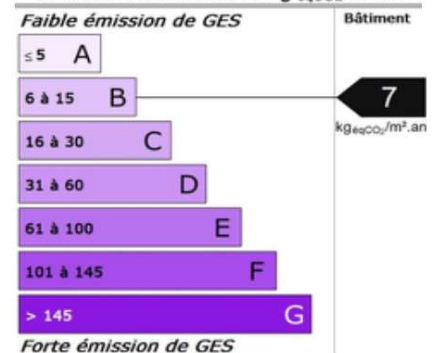 Faible émission de GES
Bâtiment
≤ 5 A
6 à 15 B
7
kgéqCO₂/m².an
16 à 30 C
31 à 60 D
61 à 100 E
101 à 145 F
> 145 G
Forte émission de GES